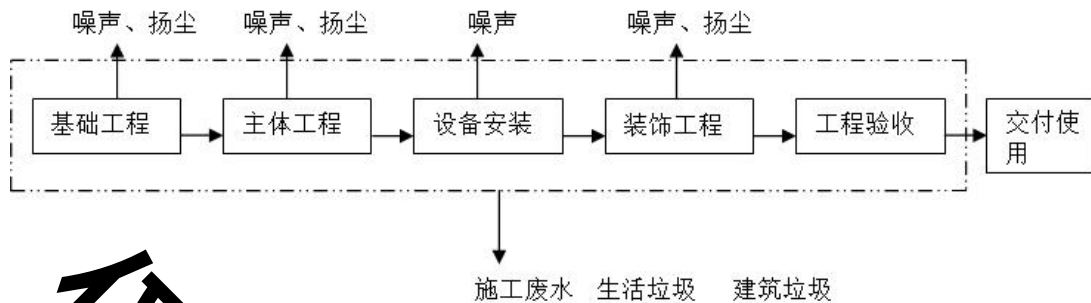 噪声、扬尘 噪声、扬尘 噪声 噪声、扬尘
基础工程 主体工程 设备安装 装饰工程 工程验收 交付使
用
施工废水 生活垃圾 建筑垃圾